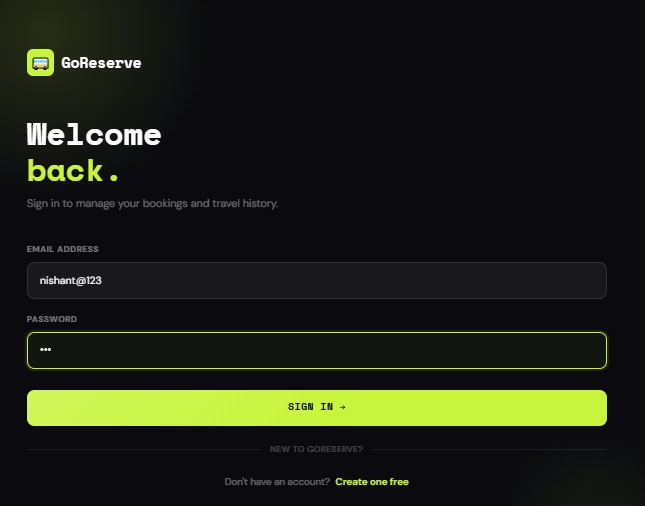 GoReserve
Welcome
back.
Sign in to manage your bookings and travel history.
EMAIL ADDRESS
nishant@123
PASSWORD
•••
SIGN IN →
NEW TO GORESERVE?
Don't have an account? Create one free